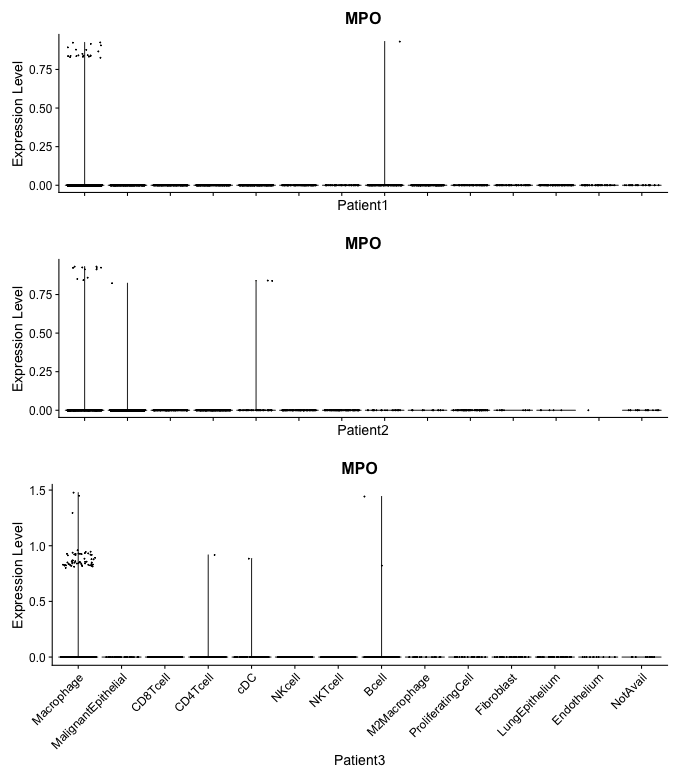 MPO
Expression Level
0.75
0.50
0.25
0.00
Patient1
MPO
Expression Level
0.75
0.50
0.25
0.00
Patient2
MPO
Expression Level
1.5
1.0
0.5
0.0
Macrophage
MalignantEpithelial
CD8Tcell
CD4Tcell
cDC
NKcell
NKTcell
Bcell
M2Macrophage
ProliferatingCell
Fibroblast
LungEpithelium
Endothelium
NotAvail
Patient3